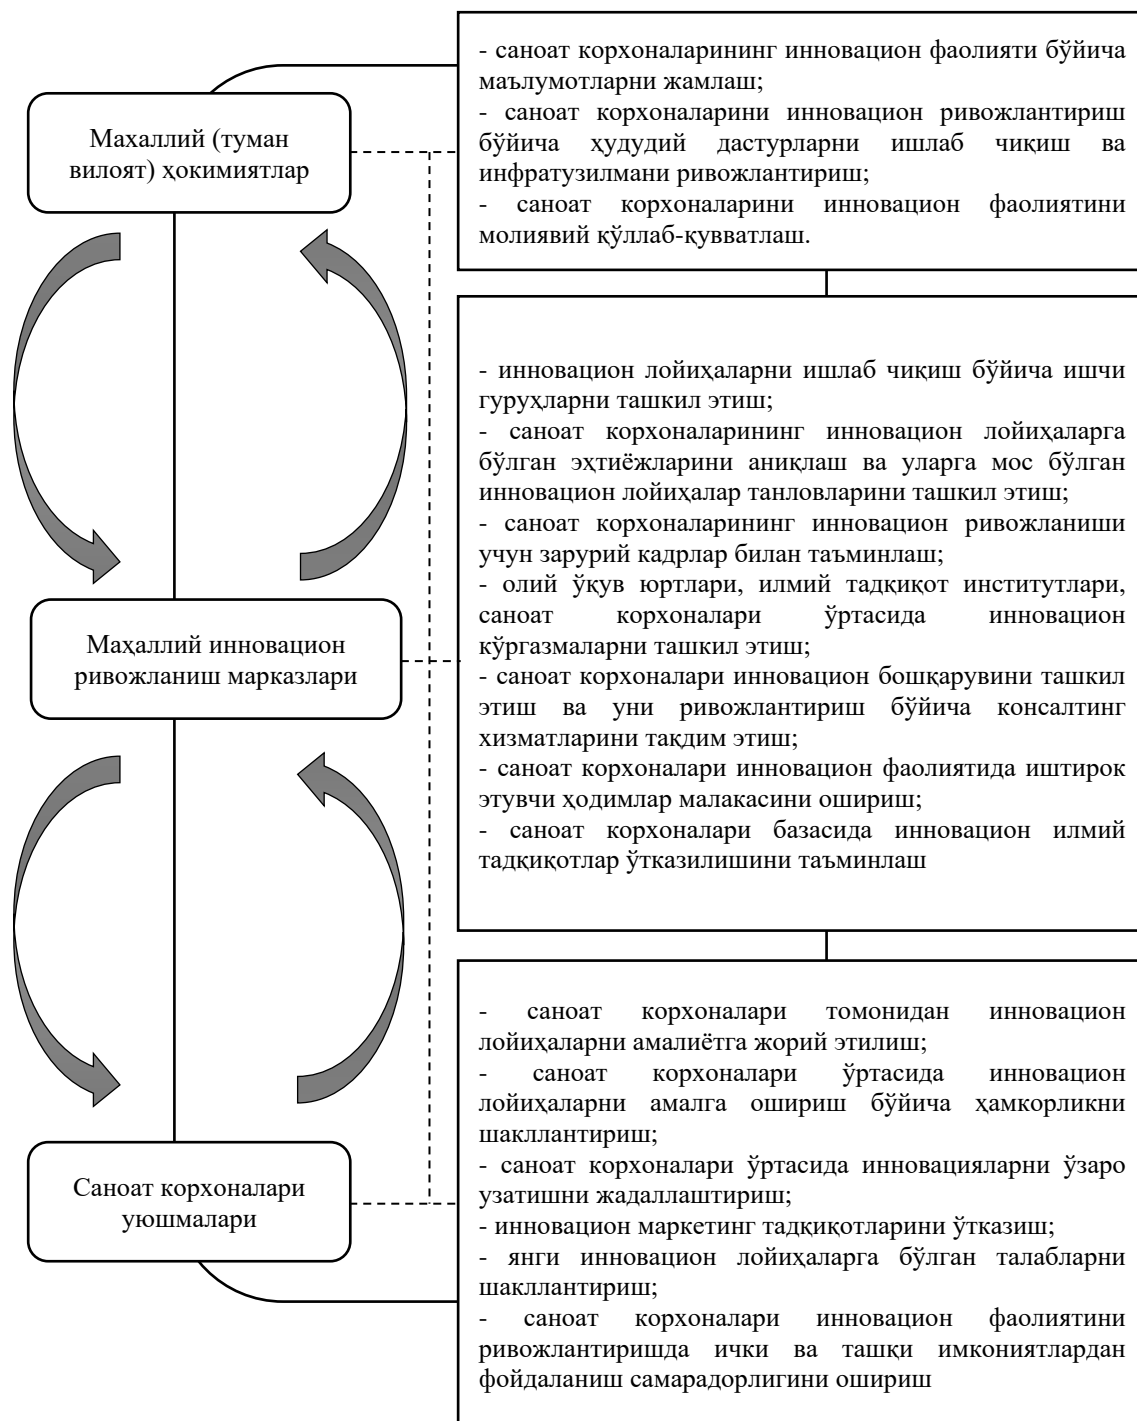 Махаллий (туман
вилоят) ҳокимиятлар
- саноат корхоналарининг инновацион фаолияти бўйича
маълумотларни жамлаш;
- саноат корхоналарини инновацион ривожлантириш
бўйича ҳудудий дастурларни ишлаб чиқиш ва
инфратузилмани ривожлантириш;
- саноат корхоналарини инновацион фаолиятини
молиявий қўллаб-қувватлаш.
Маҳаллий инновацион
ривожланиш марказлари
- инновацион лойиҳаларни ишлаб чиқиш бўйича ишчи
гуруҳларни ташкил этиш;
- саноат корхоналарининг инновацион лойиҳаларга
бўлган эҳтиёжларини аниқлаш ва уларга мос бўлган
инновацион лойиҳалар танловларини ташкил этиш;
- саноат корхоналарининг инновацион ривожланиши
учун зарурий кадрлар билан таъминлаш;
- олий ўқув юртлари, илмий тадқиқот институтлари,
саноат корхоналари ўртасида инновацион
кўргазмаларни ташкил этиш;
- саноат корхоналари инновацион бошқарувини ташкил
этиш ва уни ривожлантириш бўйича консалтинг
хизматларини тақдим этиш;
- саноат корхоналари инновацион фаолиятида иштирок
этувчи ҳодимлар малакасини ошириш;
- саноат корхоналари базасида инновацион илмий
тадқиқотлар ўтказилишини таъминлаш
Саноат корхоналари
уюшмалари
- саноат корхоналари томонидан инновацион
лойиҳаларни амалиётга жорий этилиш;
- саноат корхоналари ўртасида инновацион
лойиҳаларни амалга ошириш бўйича ҳамкорликни
шакллантириш;
- саноат корхоналари ўртасида инновацияларни ўзаро
узатишни жадаллаштириш;
- инновацион маркетинг тадқиқотларини ўтказиш;
- янги инновацион лойиҳаларга бўлган талабларни
шакллантириш;
- саноат корхоналари инновацион фаолиятини
ривожлантиришда ички ва ташқи имкониятлардан
фойдаланиш самарадорлигини ошириш